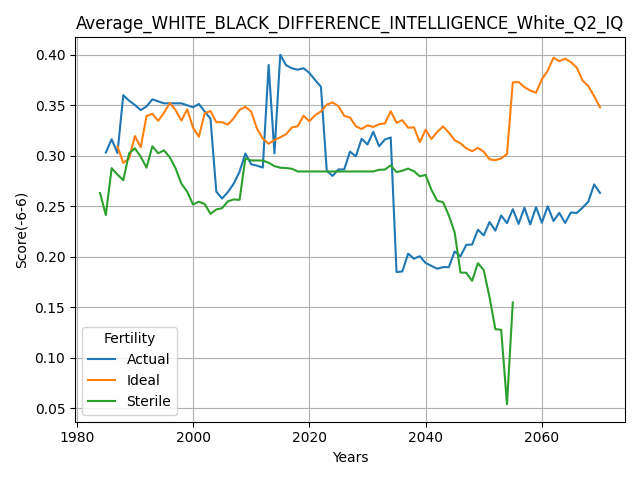 Average_WHITE_BLACK_DIFFERENCE_INTELLIGENCE_White_Q2_IQ
0.40
0.35
0.30
0.25
0.20
0.15
0.10
0.05
Score(-6-6)
Fertility
Actual
Ideal
Sterile
1980 2000 2020 2040 2060
Years